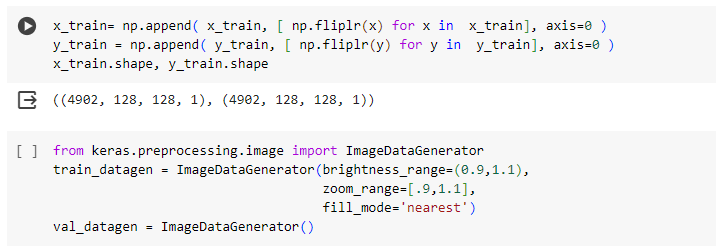 x_train= np.append( x_train, [ np.fliplr(x) for x in  x_train], axis=0 )
y_train = np.append( y_train, [ np.fliplr(y) for y in  y_train], axis=0 )
x_train.shape, y_train.shape
((4902, 128, 128, 1), (4902, 128, 128, 1))
[ ] from keras.preprocessing.image import ImageDataGenerator
train_datagen = ImageDataGenerator(brightness_range=(0.9,1.1),
zoom_range=[.9,1.1],
fill_mode='nearest')
val_datagen = ImageDataGenerator()